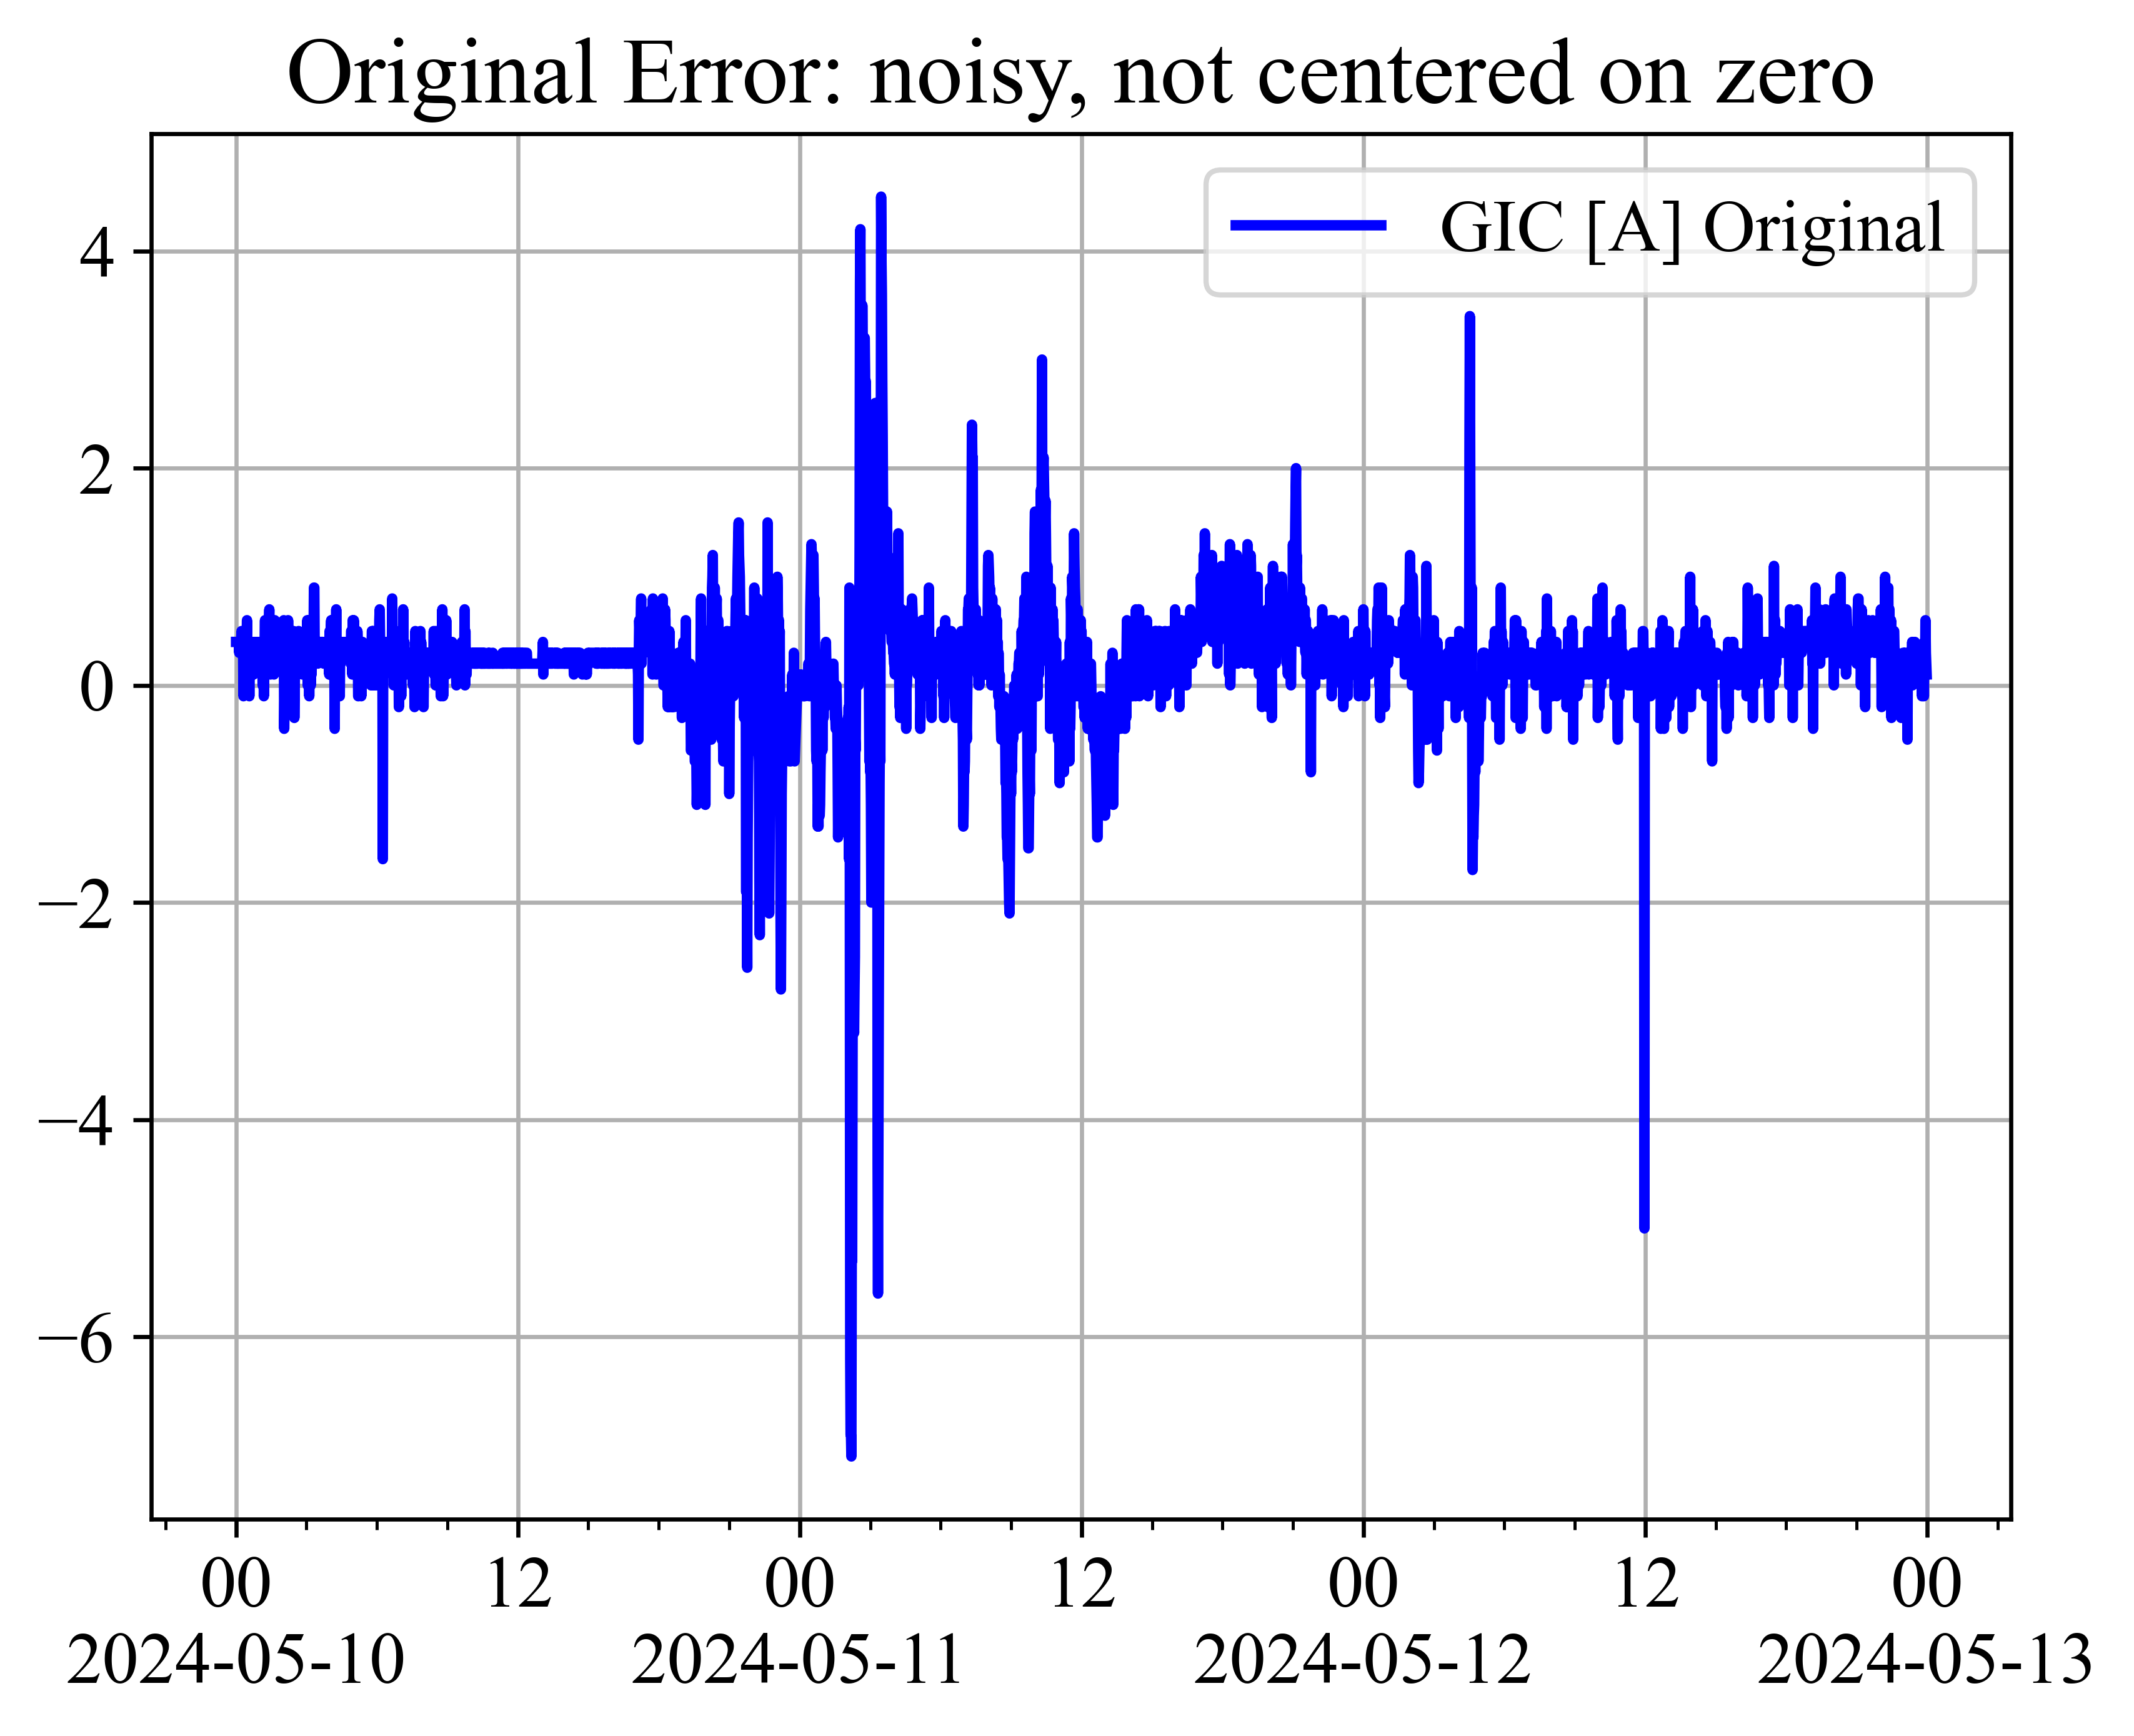 Original Error: noisy, not centered on zero
GIC [A] Original
4
2
0
−2
−4
−6
00 12 00 12 00 12 00
2024-05-10 2024-05-11 2024-05-12 2024-05-13